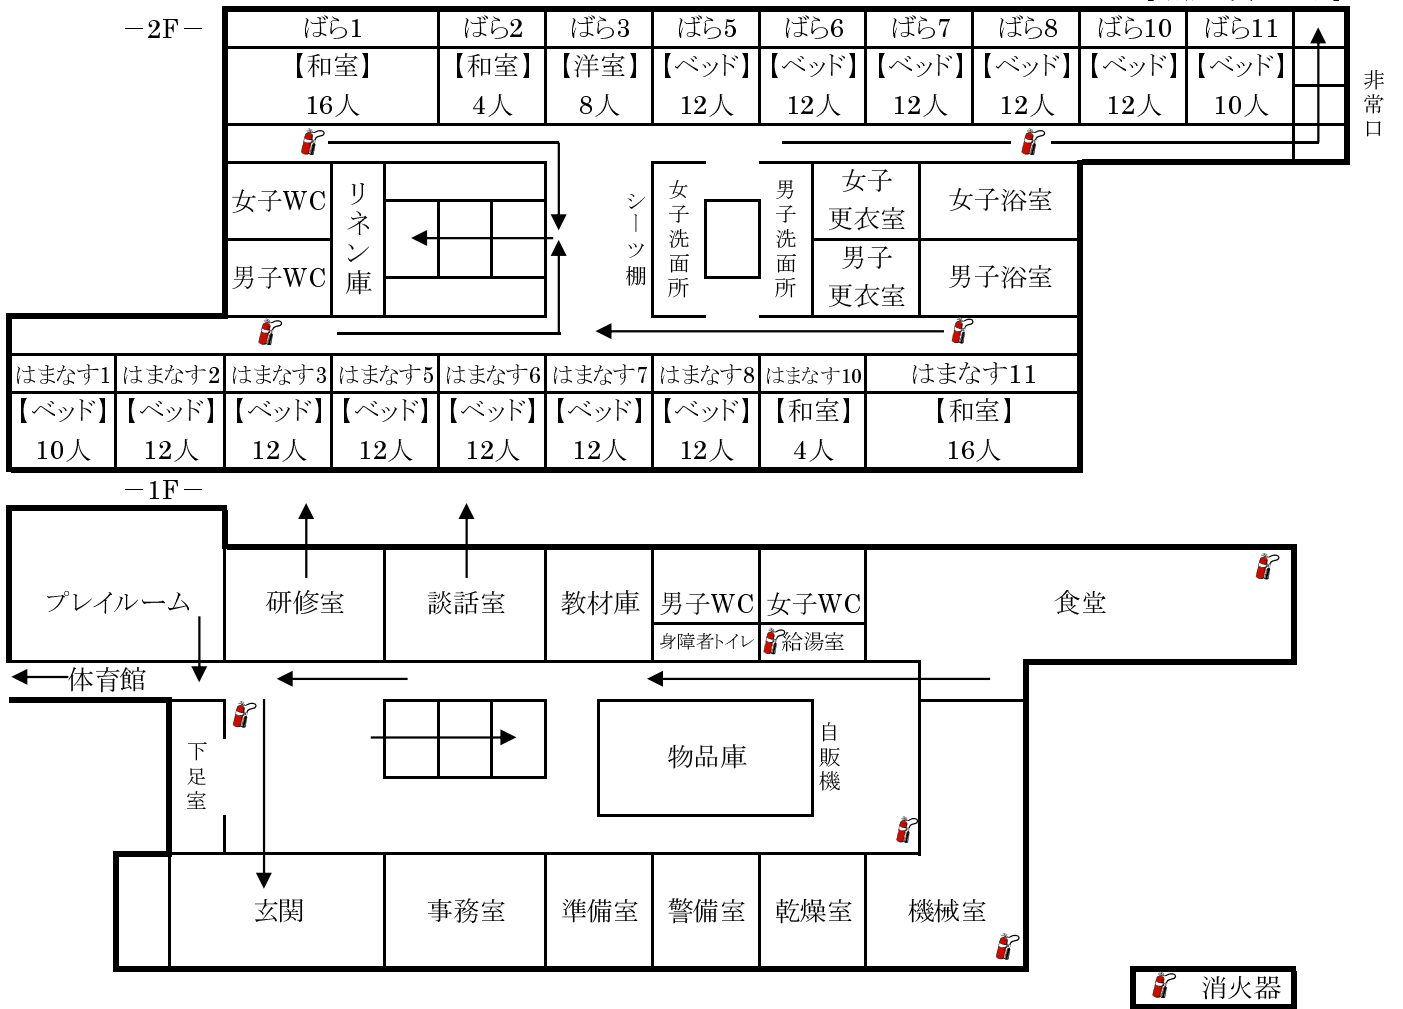 －2F－
ばら1
ばら2
ばら3
ばら5
ばら6
ばら7
ばら8
ばら10
ばら11
【和室】
【和室】
【洋室】
【ベッド】
【ベッド】
【ベッド】
【ベッド】
【ベッド】
【ベッド】
16人
4人
8人
12人
12人
12人
12人
12人
10人
非常口
女子WC
男子WC
リネン庫
シーツ棚
女子洗面所
男子洗面所
女子
更衣室
男子
更衣室
女子浴室
男子浴室
はまなす1
はまなす2
はまなす3
はまなす5
はまなす6
はまなす7
はまなす8
はまなす10
はまなす11
【ベッド】
【ベッド】
【ベッド】
【ベッド】
【ベッド】
【ベッド】
【ベッド】
【和室】
【和室】
10人
12人
12人
12人
12人
12人
12人
4人
16人
－1F－
プレイルーム
研修室
談話室
教材庫
男子WC
女子WC
食堂
身障者トイレ
給湯室
体育館
下足室
物品庫
自販機
玄関
事務室
準備室
警備室
乾燥室
機械室
消火器